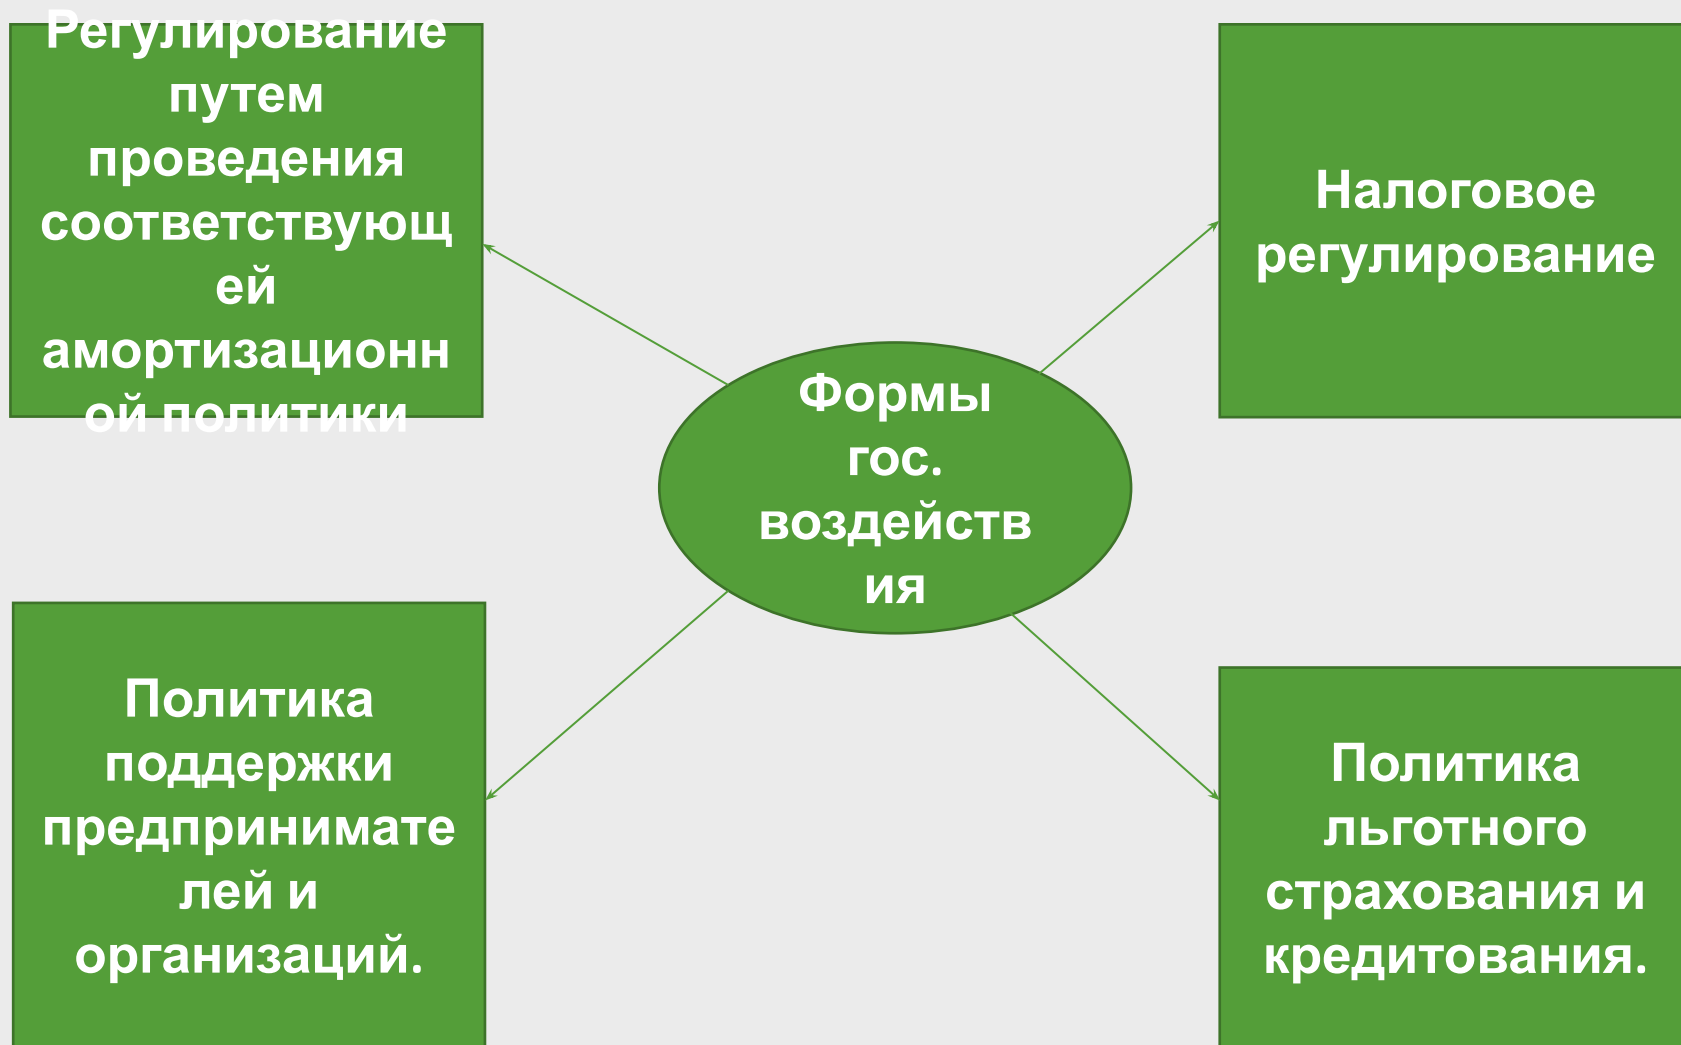 Регулирование
путем
проведения
соответствующ
ей
амортизационн
ой политики
Налоговое
регулирование
Формы
гос.
воздейств
ия
Политика
поддержки
предпринимате
лей и
организаций.
Политика
льготного
страхования и
кредитования.